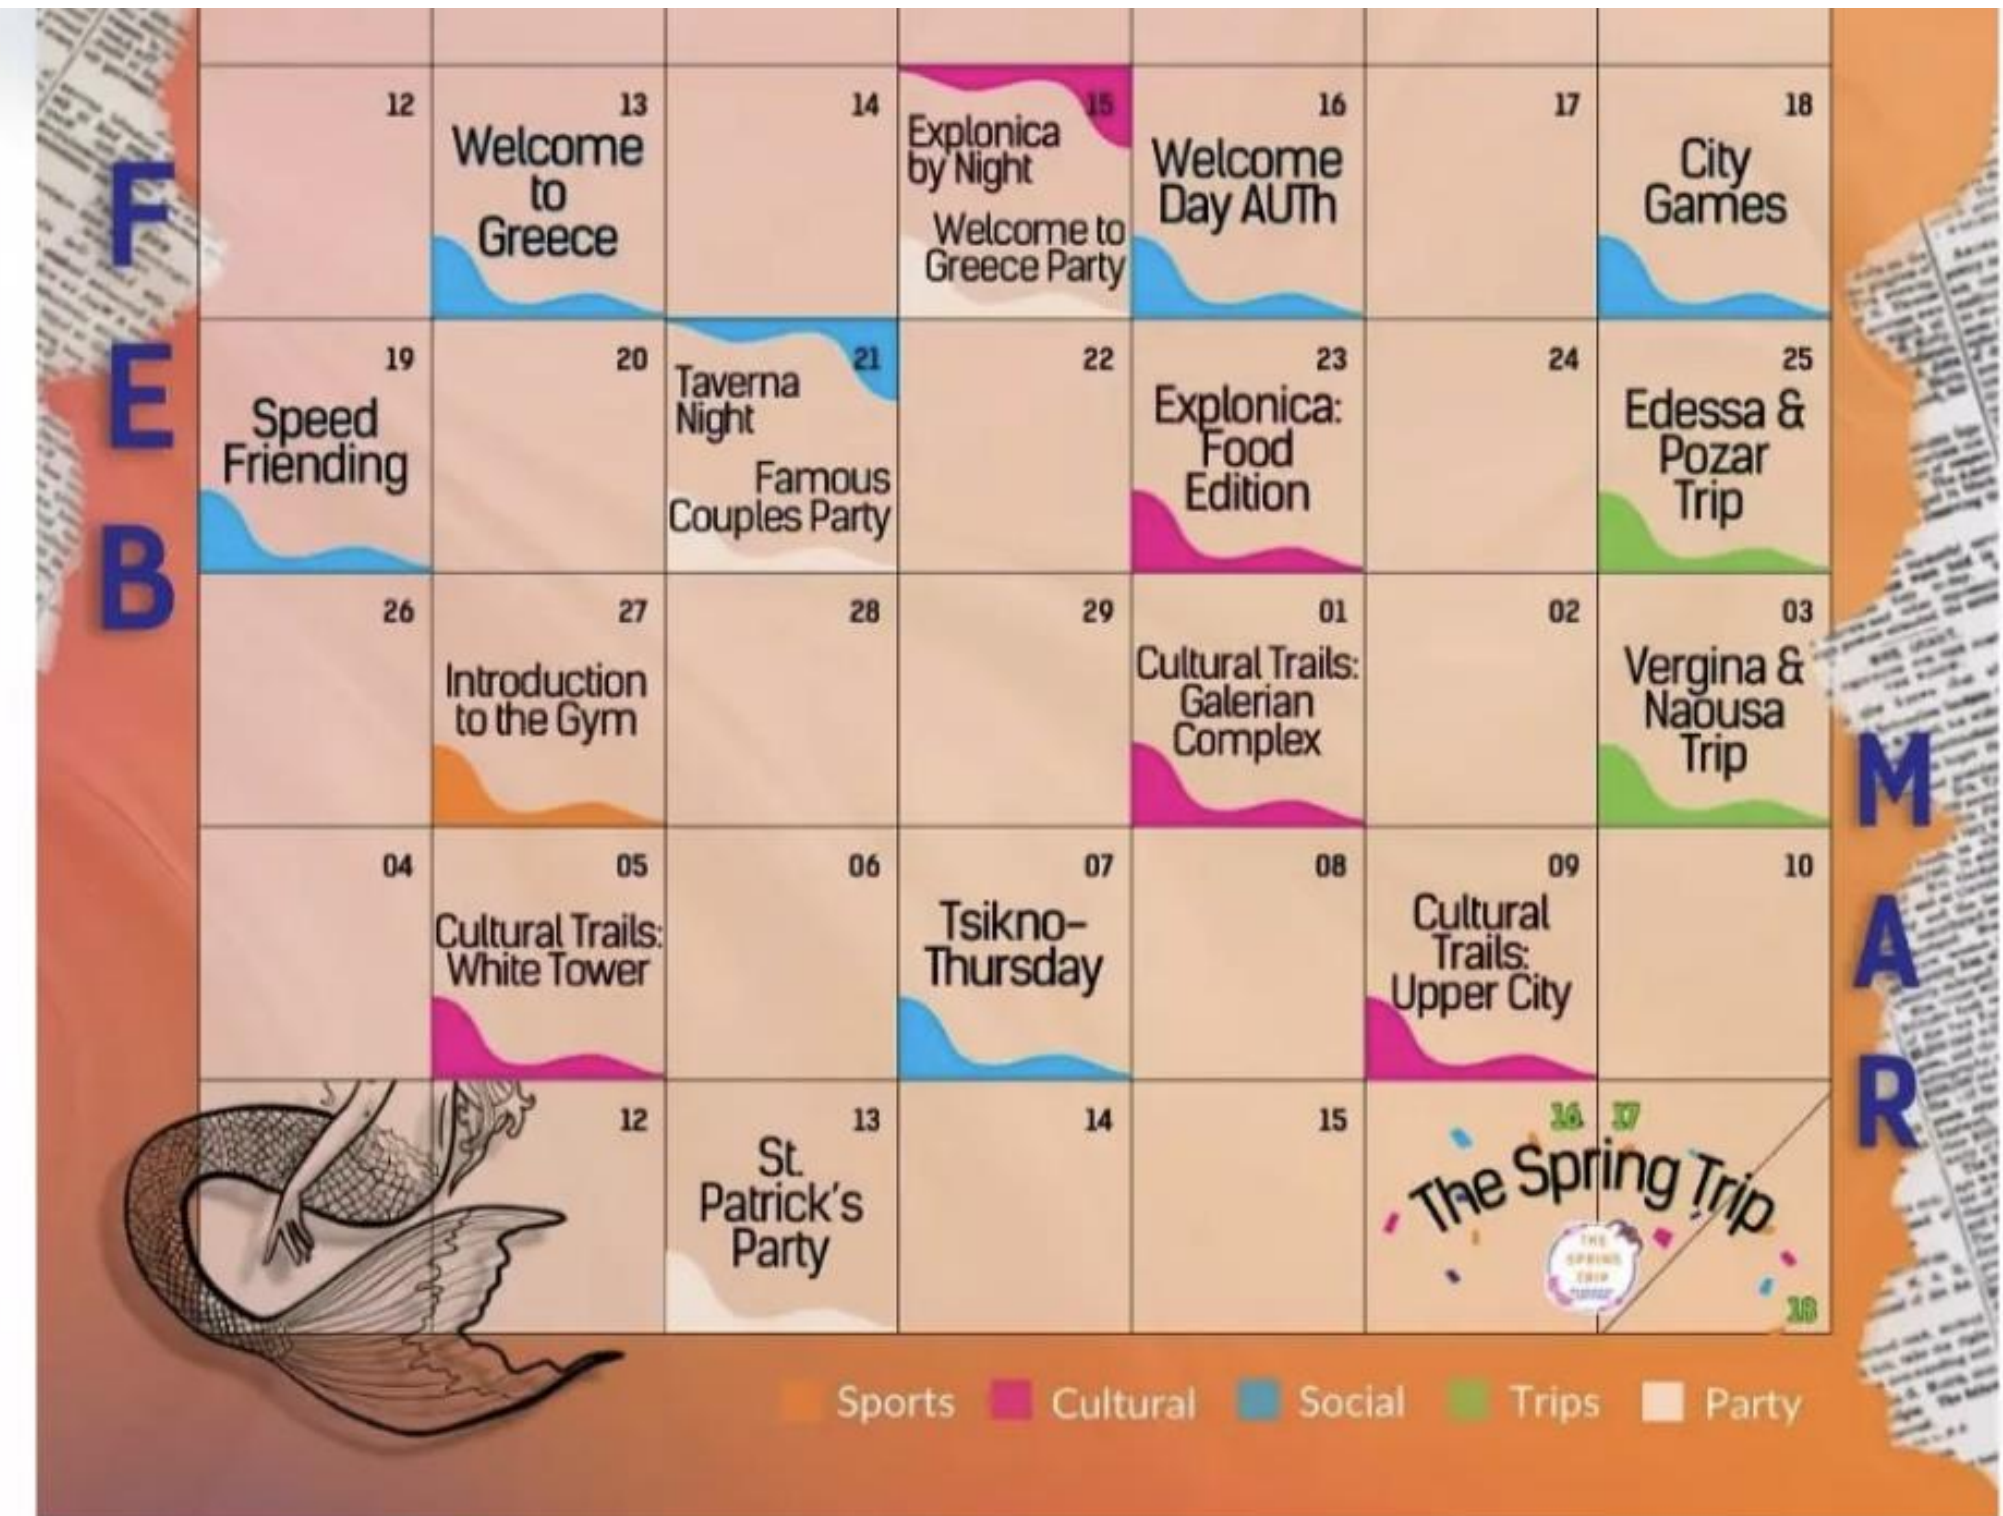 FEB
12
13
Welcome
to
Greece
14
15
Explonica
by Night
Welcome to
Greece Party
16
Welcome
Day AUTh
17
18
City
Games
19
Speed
Friending
20
21
Taverna
Night
Famous
Couples Party
22
23
Explonica:
Food
Edition
24
25
Edessa &
Pozar
Trip
26
27
Introduction
to the Gym
28
29
01
Cultural Trails:
Galerian
Complex
02
03
Vergina &
Naousa
Trip
MAR
04
05
Cultural Trails:
White Tower
06
07
Tsikno-
Thursday
08
09
Cultural
Trails:
Upper City
10
12
13
St.
Patrick's
Party
14
15
16 17
The Spring Trip
THE
SPRING
TRIP
18
Sports Cultural Social Trips Party